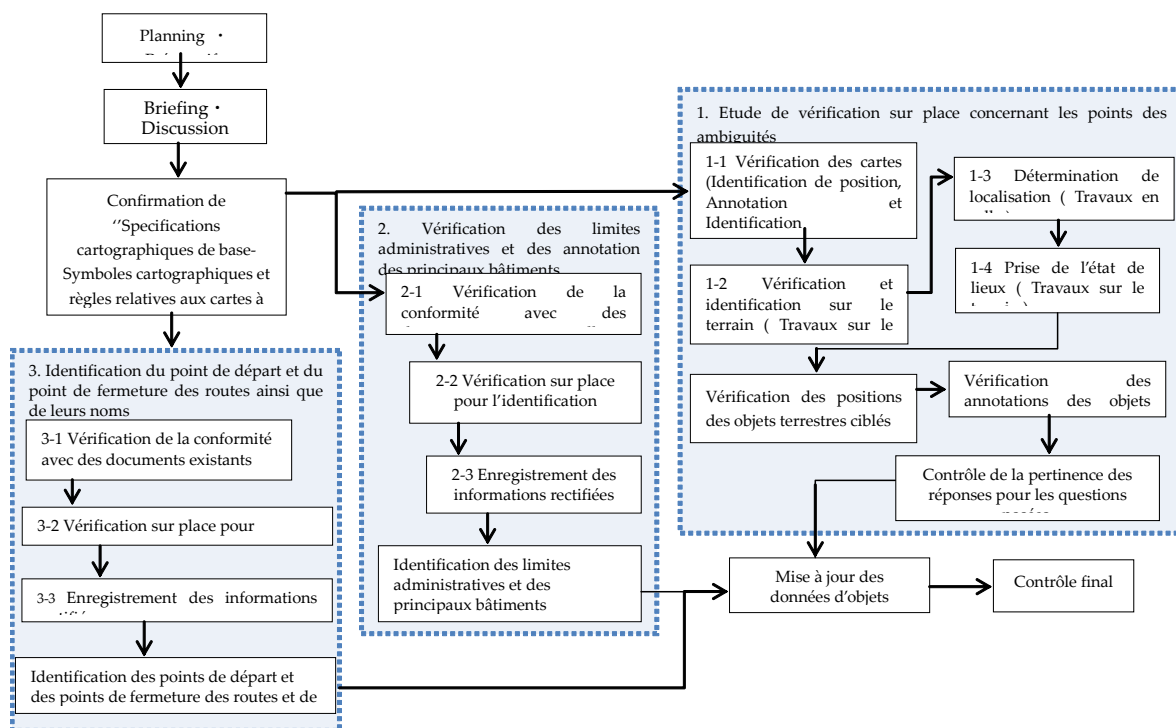 Planning ・
Briefing ・
Discussion
Confirmation de
‘‘Specifications
cartographiques de base-
Symboles cartographiques et
règles relatives aux cartes à
3. Identification du point de départ et du
point de fermeture des routes ainsi que
de leurs noms
3-1 Vérification de la conformité
avec des documents existants
3-2 Vérification sur place pour
3-3 Enregistrement des informations
Identification des points de départ et
des points de fermeture des routes et de
2. Vérification des limites
administratives et des annotation
des principaux bâtiments
2-1 Vérification de la
conformité avec des
2-2 Vérification sur place
pour l’identification
2-3 Enregistrement des
informations rectifiées
Identification des limites
administratives et des
principaux bâtiments
1. Etude de vérification sur place concernant les points des
ambiguités
1-1 Vérification des cartes
(Identification de position,
Annotation et
Identification
1-2 Vérification et
identification sur le
terrain ( Travaux sur le
1-3 Détermination de
localisation ( Travaux en
1-4 Prise de l’état de
lieux ( Travaux sur le
Vérification des positions
des objets terrestres ciblés
Vérification des
annotations des objets
Contrôle de la pertinence des
réponses pour les questions
Mise à jour des
données d’objets
Contrôle final